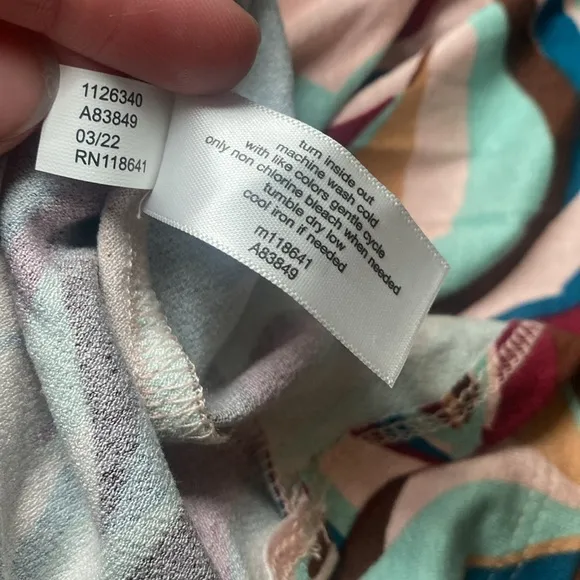 1126340
A83849
03/22
RN118641
turn inside out
machine wash cold
with like colors gentle cycle
only non chlorine bleach when needed
tumble dry low
cool iron if needed
rn118641
A83849